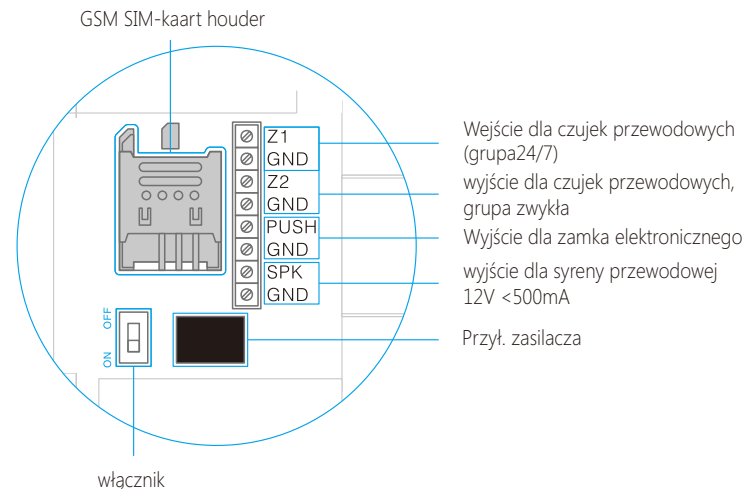 GSM SIM-kaart houder
Z1
GND
Z2
GND
PUSH
GND
SPK
GND
Wejście dla czujek przewodowych
(grupa24/7)
wyjście dla czujek przewodowych,
grupa zwykła
Wyjście dla zamka elektronicznego
wyjście dla syreny przewodowej
12V <500mA
Przył. zasilacza
OFF
ON
włącznik